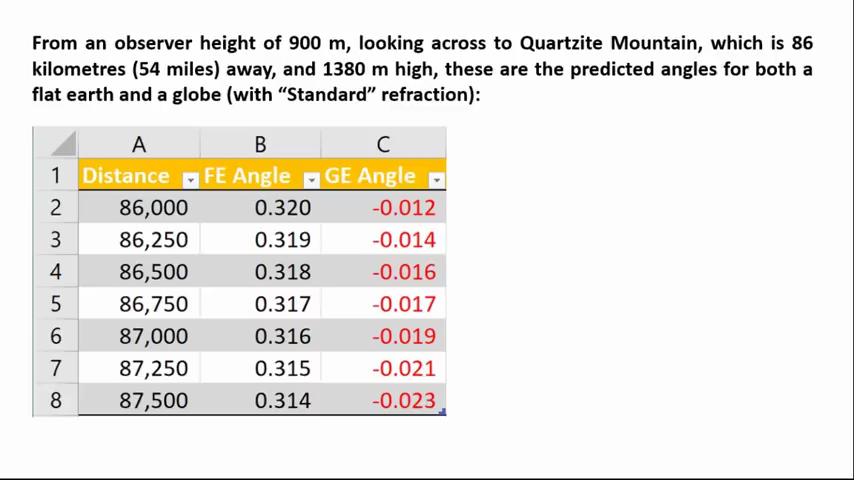 From an observer height of 900 m, looking across to Quartzite Mountain, which is 86
kilometres (54 miles) away, and 1380 m high, these are the predicted angles for both a
flat earth and a globe (with “Standard” refraction):
A B C
1 Distance FE Angle GE Angle
2 86,000 0.320 -0.012
3 86,250 0.319 -0.014
4 86,500 0.318 -0.016
5 86,750 0.317 -0.017
6 87,000 0.316 -0.019
7 87,250 0.315 -0.021
8 87,500 0.314 -0.023